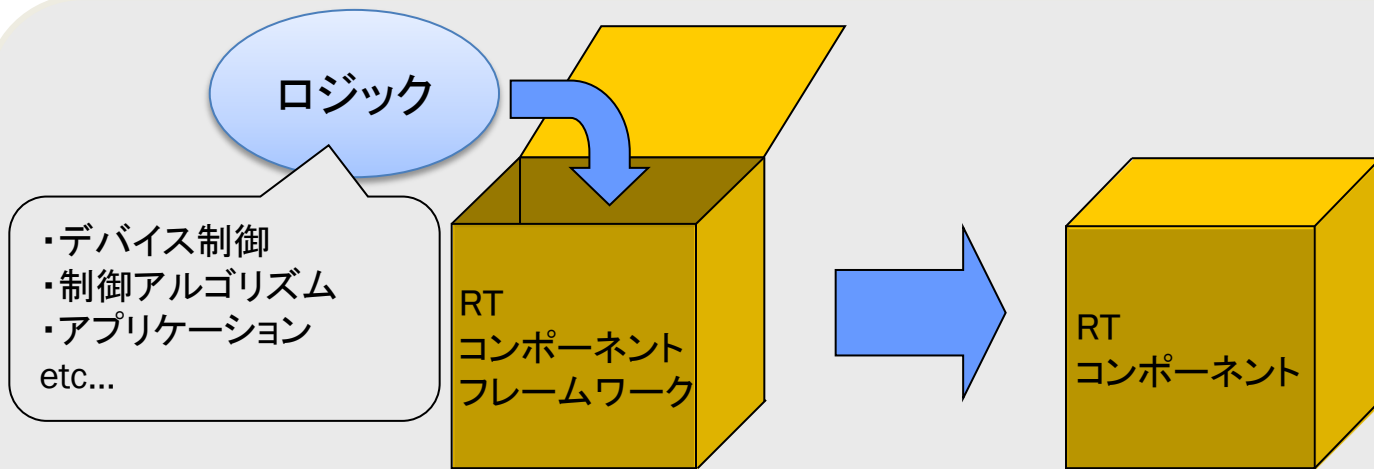 ロジック
・デバイス制御
・制御アルゴリズム
・アプリケーション
etc...
RT
コンポーネント
フレームワーク
RT
コンポーネント